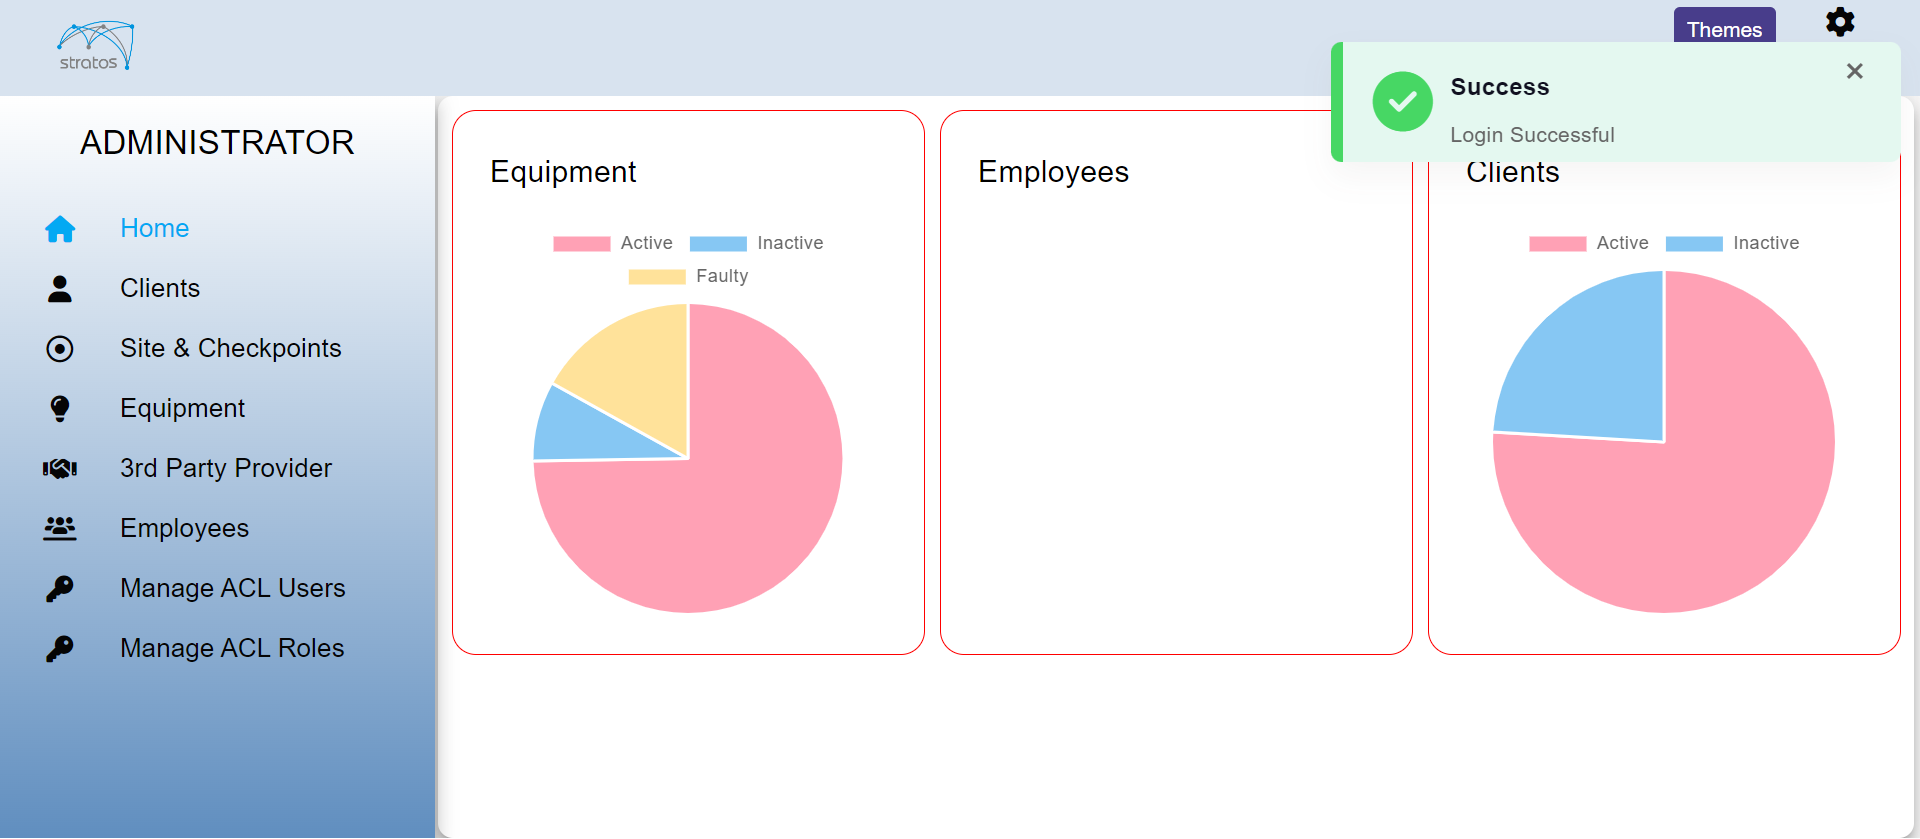 stratos
Themes
Success
Login Successful
ADMINISTRATOR
Home
Clients
Site & Checkpoints
Equipment
3rd Party Provider
Employees
Manage ACL Users
Manage ACL Roles
Equipment
Active Inactive
Faulty
Employees
Clients
Active Inactive